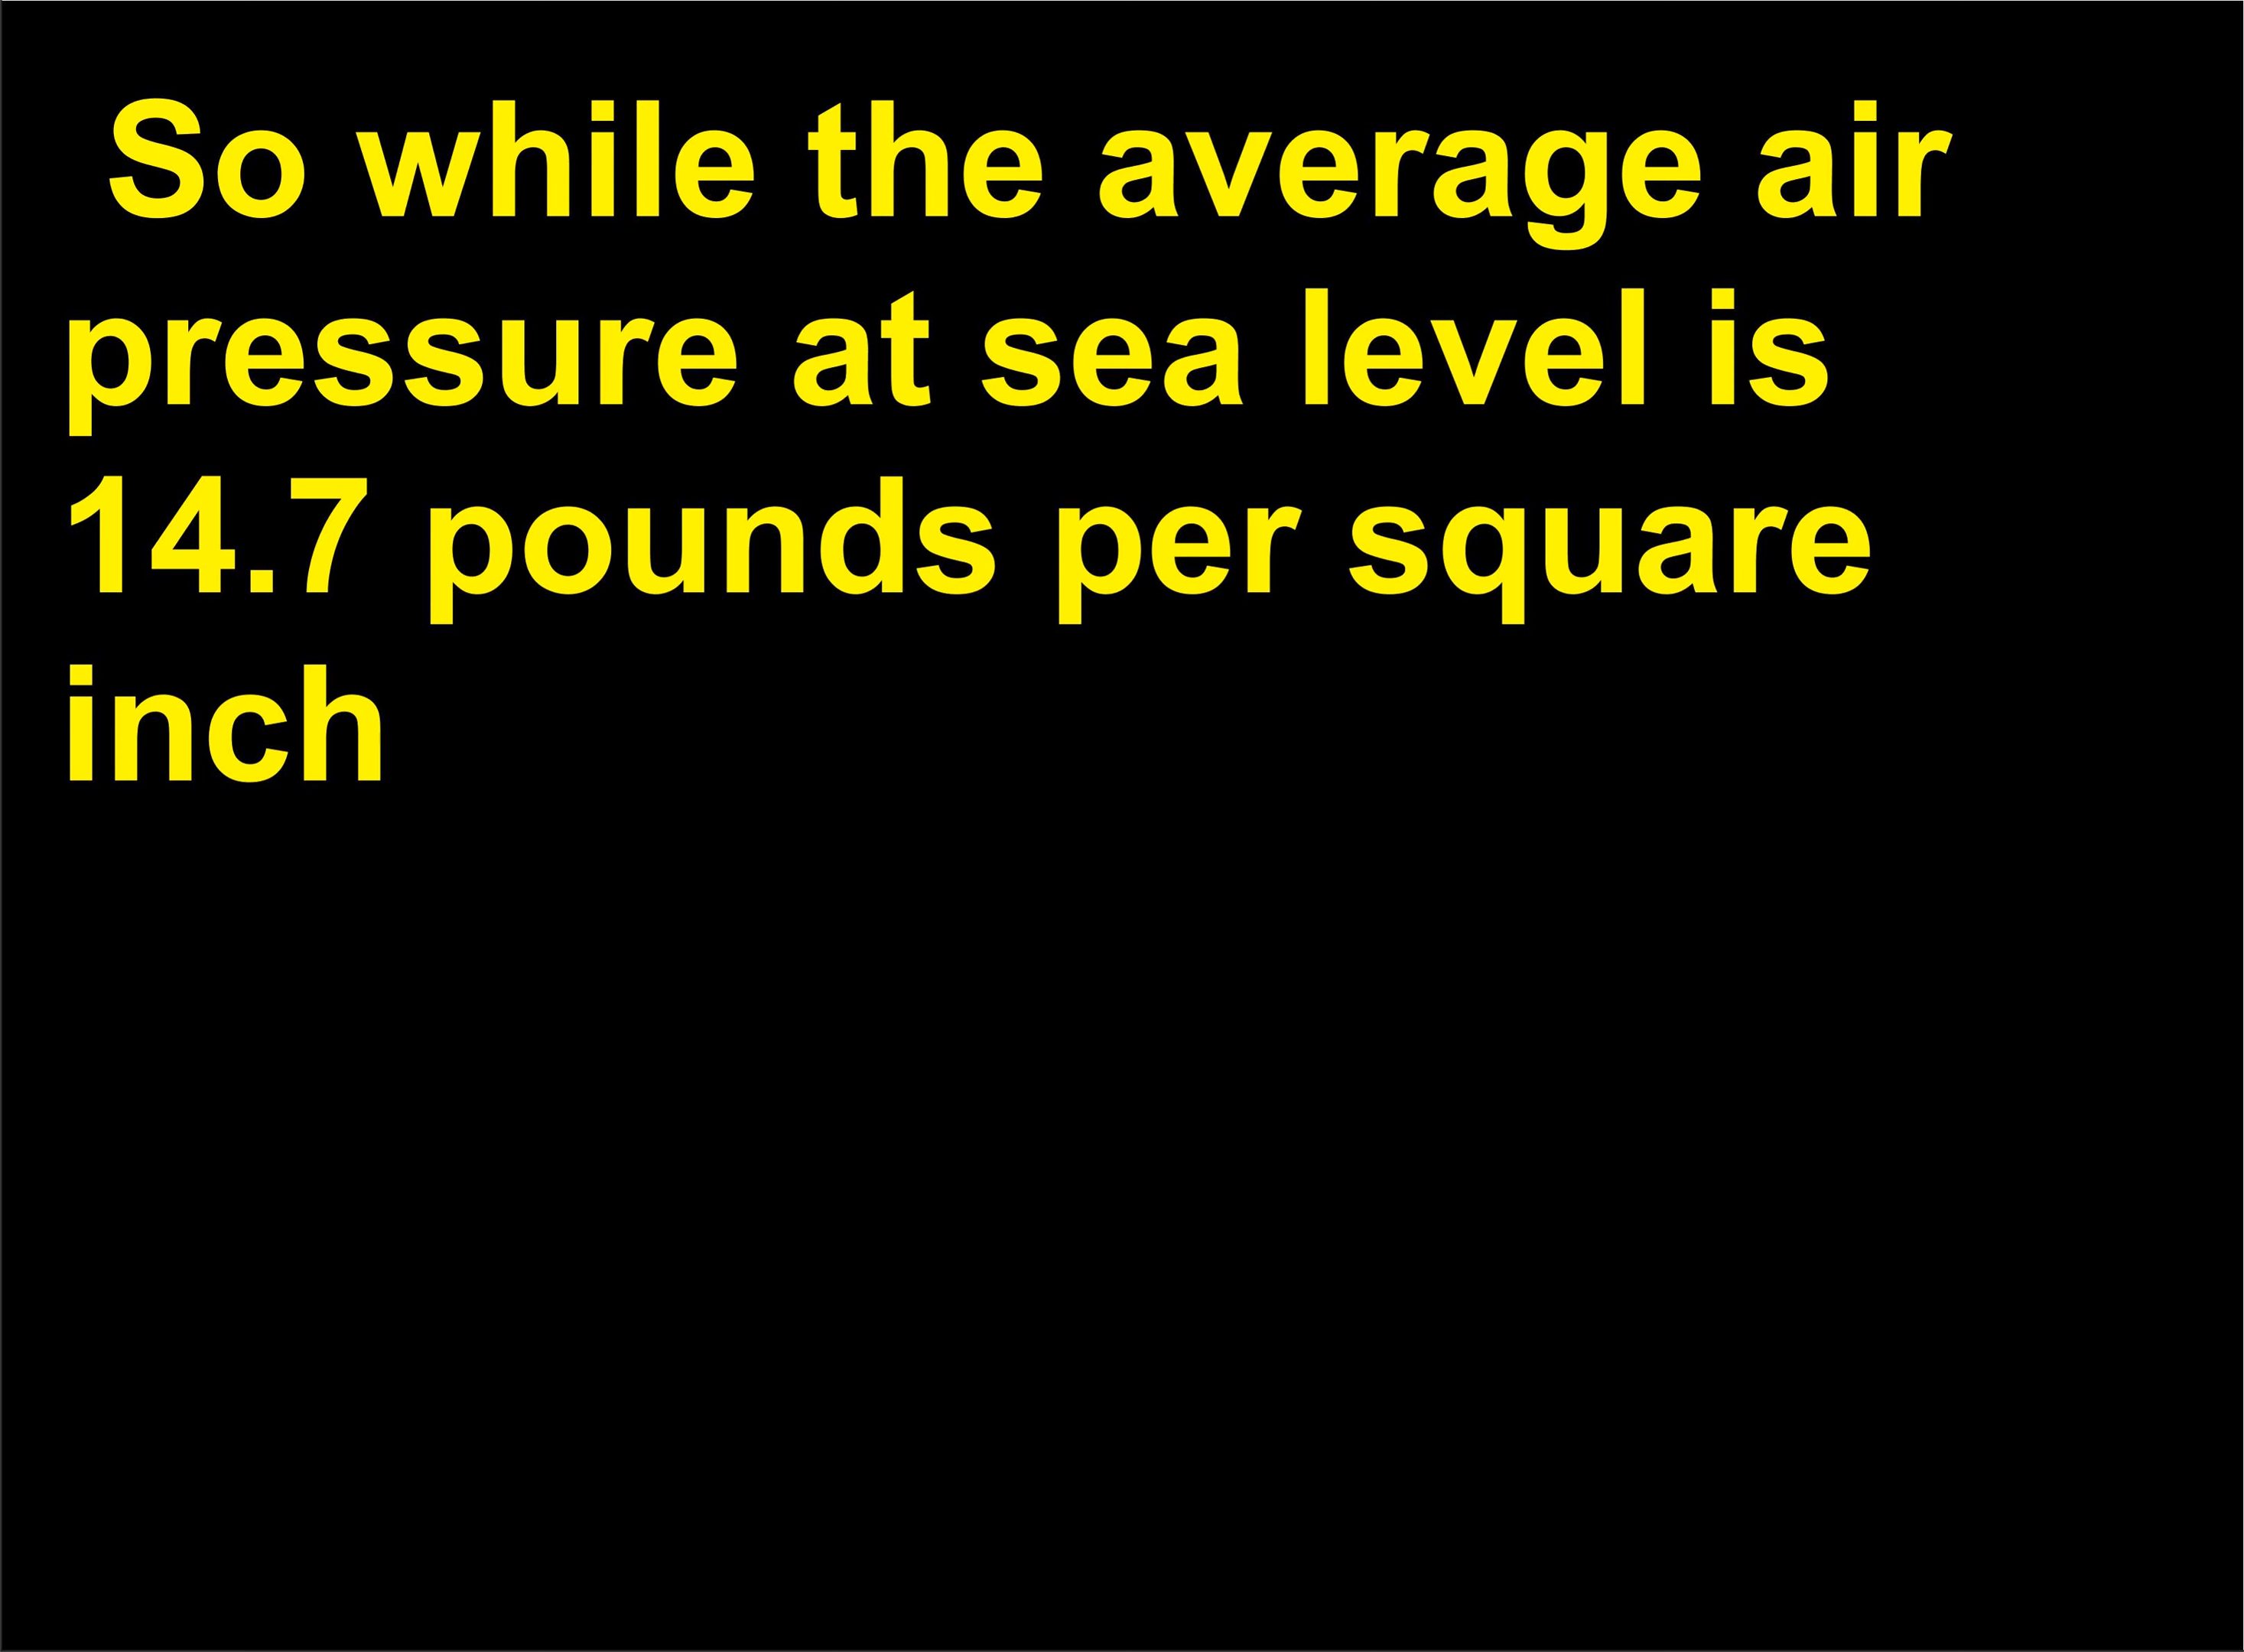 So while the average air
pressure at sea level is
14.7 pounds per square
inch